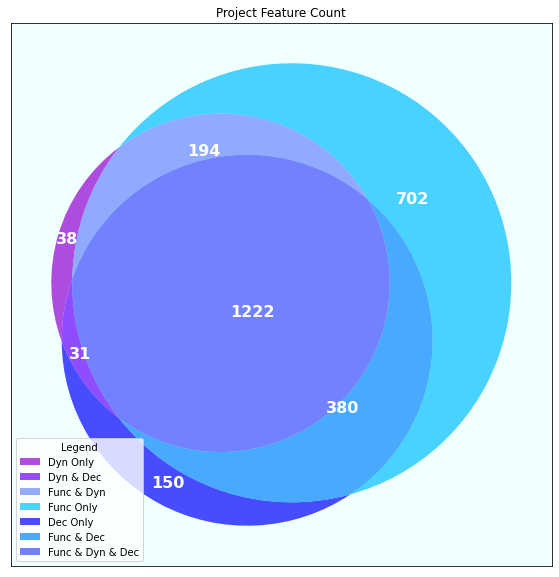 Project Feature Count
194
702
38
1222
31
380
150
Legend
Dyn Only
Dyn & Dec
Func & Dyn
Func Only
Dec Only
Func & Dec
Func & Dyn & Dec